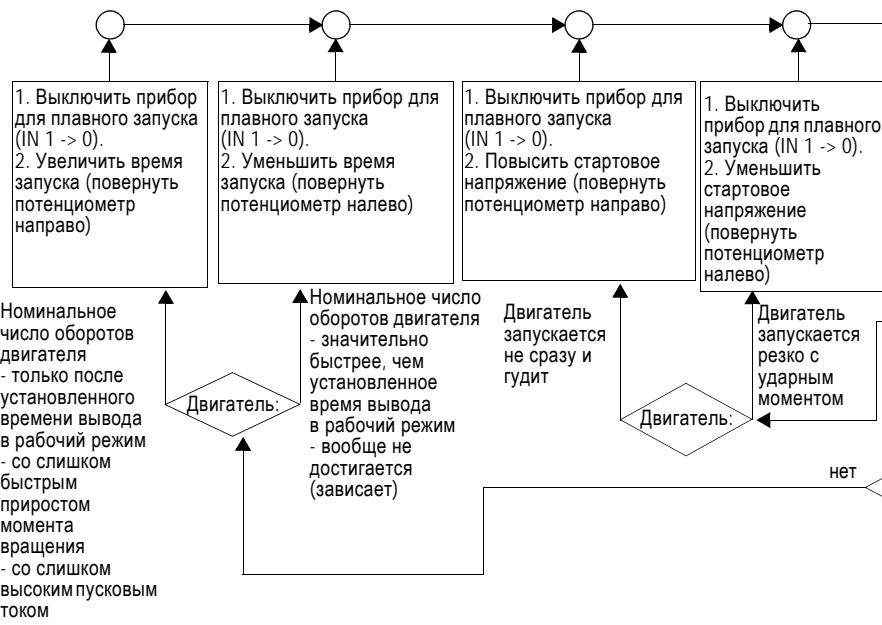 1. Выключить прибор
для плавного запуска
(IN 1 -> 0).
2. Увеличить время
запуска (повернуть
потенциометр
направо)
1. Выключить прибор для
плавного запуска
(IN 1 -> 0).
2. Уменьшить время
запуска (повернуть
потенциометр налево)
1. Выключить прибор для
плавного запуска
(IN 1 -> 0).
2. Повысить стартовое
напряжение (повернуть
потенциометр направо)
1. Выключить
прибор для плавного
запуска (IN 1 -> 0).
2. Уменьшить
стартовое
напряжение
(повернуть
потенциометр
налево)
Номинальное
число оборотов
двигателя
- только после
установленного
времени вывода
в рабочий режим
- со слишком
быстрым
приростом
момента
вращения
- со слишком
высоким пусковым
током
Двигатель:
Номинальное число
оборотов двигателя
- значительно
быстрее, чем
установленное
время вывода
в рабочий режим
- вообще не
достигается
(зависает)
Двигатель
запускается
не сразу и
гудит
Двигатель:
Двигатель
запускается
резко с
ударным
моментом
нет